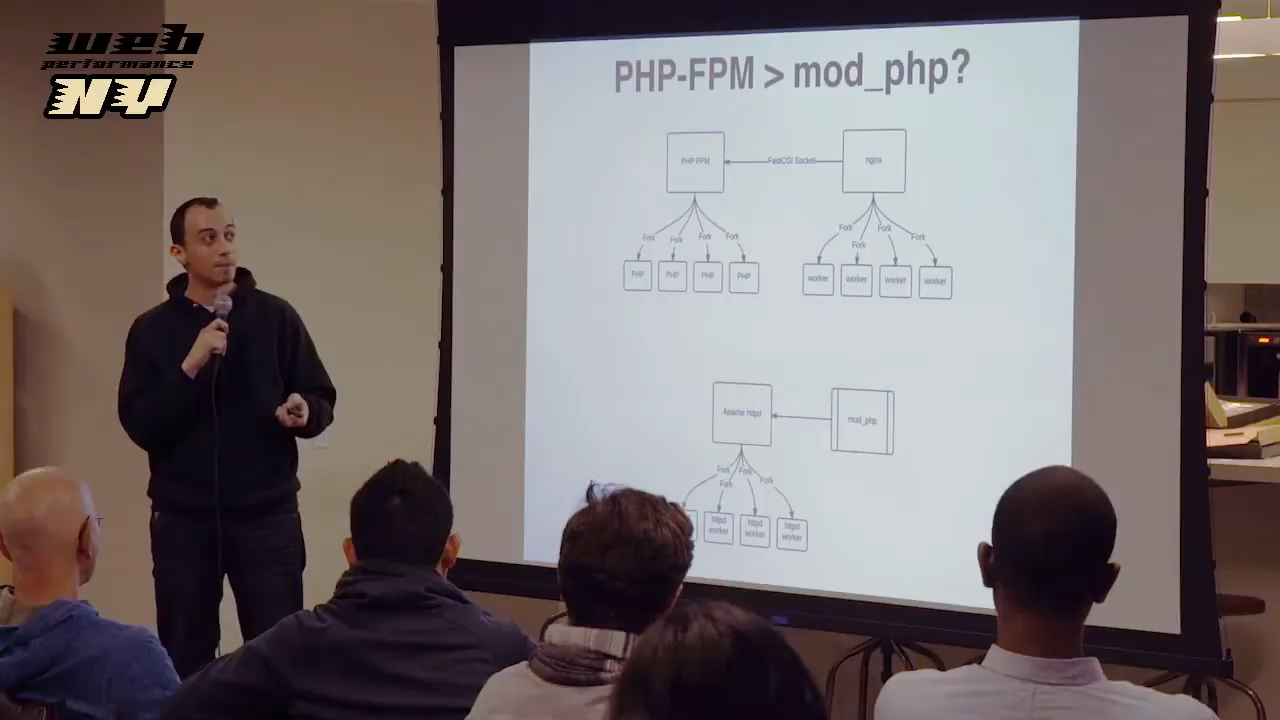 web
performance
NY
PHP-FPM > mod_php?
PHP FPM
FastCGI Socket
nginx
Fork
Fork
Fork
Fork
Fork
Fork
Fork
Fork
PHP
PHP
PHP
PHP
worker
worker
worker
worker
Apache httpd
mod_php
Fork
Fork
Fork
Fork
httpd
worker
httpd
worker
httpd
worker